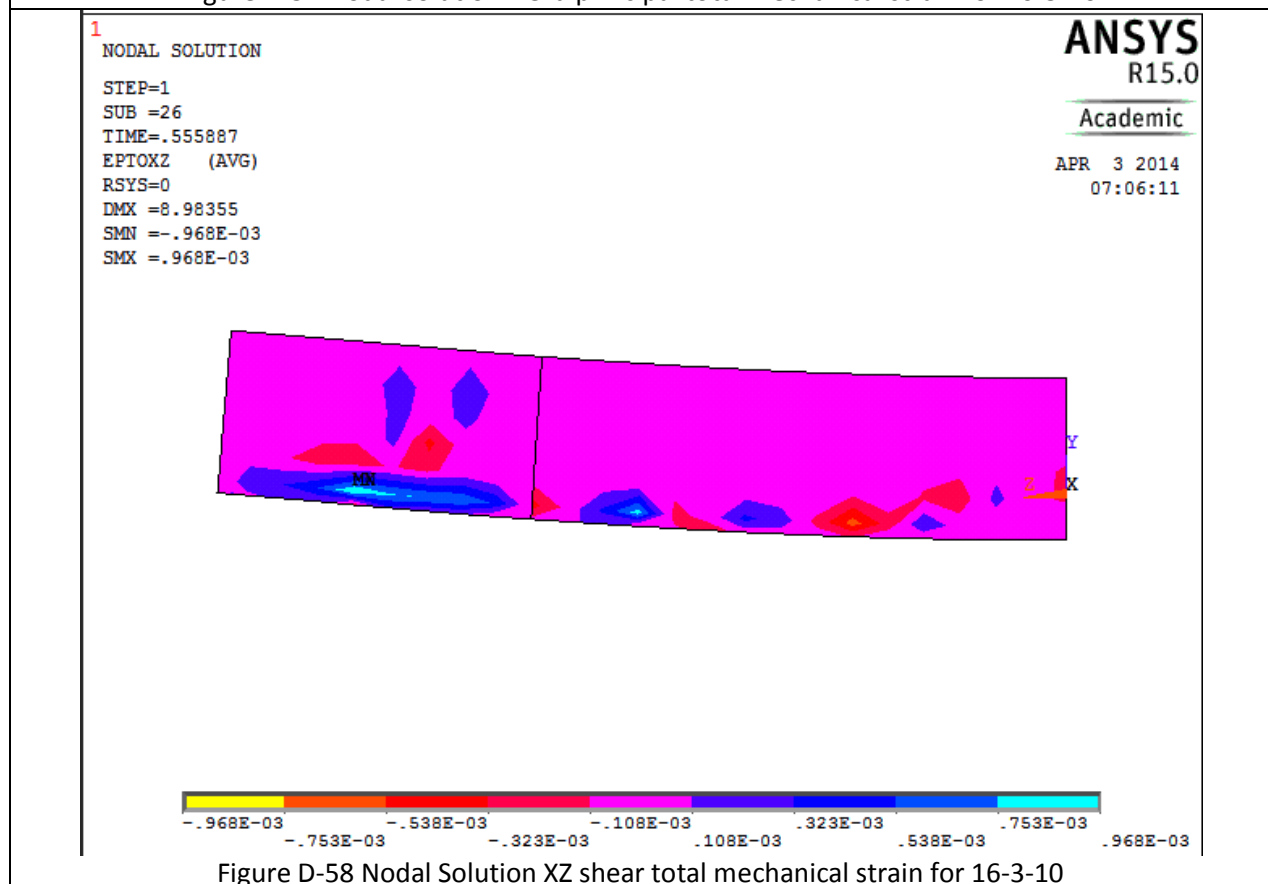 1
NODAL SOLUTION
STEP=1
SUB =26
TIME=.555887
EPTOXZ (AVG)
RSYS=0
DMX =8.98355
SMN =-.968E-03
SMX =.968E-03
ANSYS
R15.0
Academic
APR 3 2014
07:06:11
MX
Y
Z
X
-.968E-03 -.538E-03 -.108E-03 .323E-03 .753E-03
-.753E-03 -.323E-03 .108E-03 .538E-03 .968E-03
Figure D-58 Nodal Solution XZ shear total mechanical strain for 16-3-10